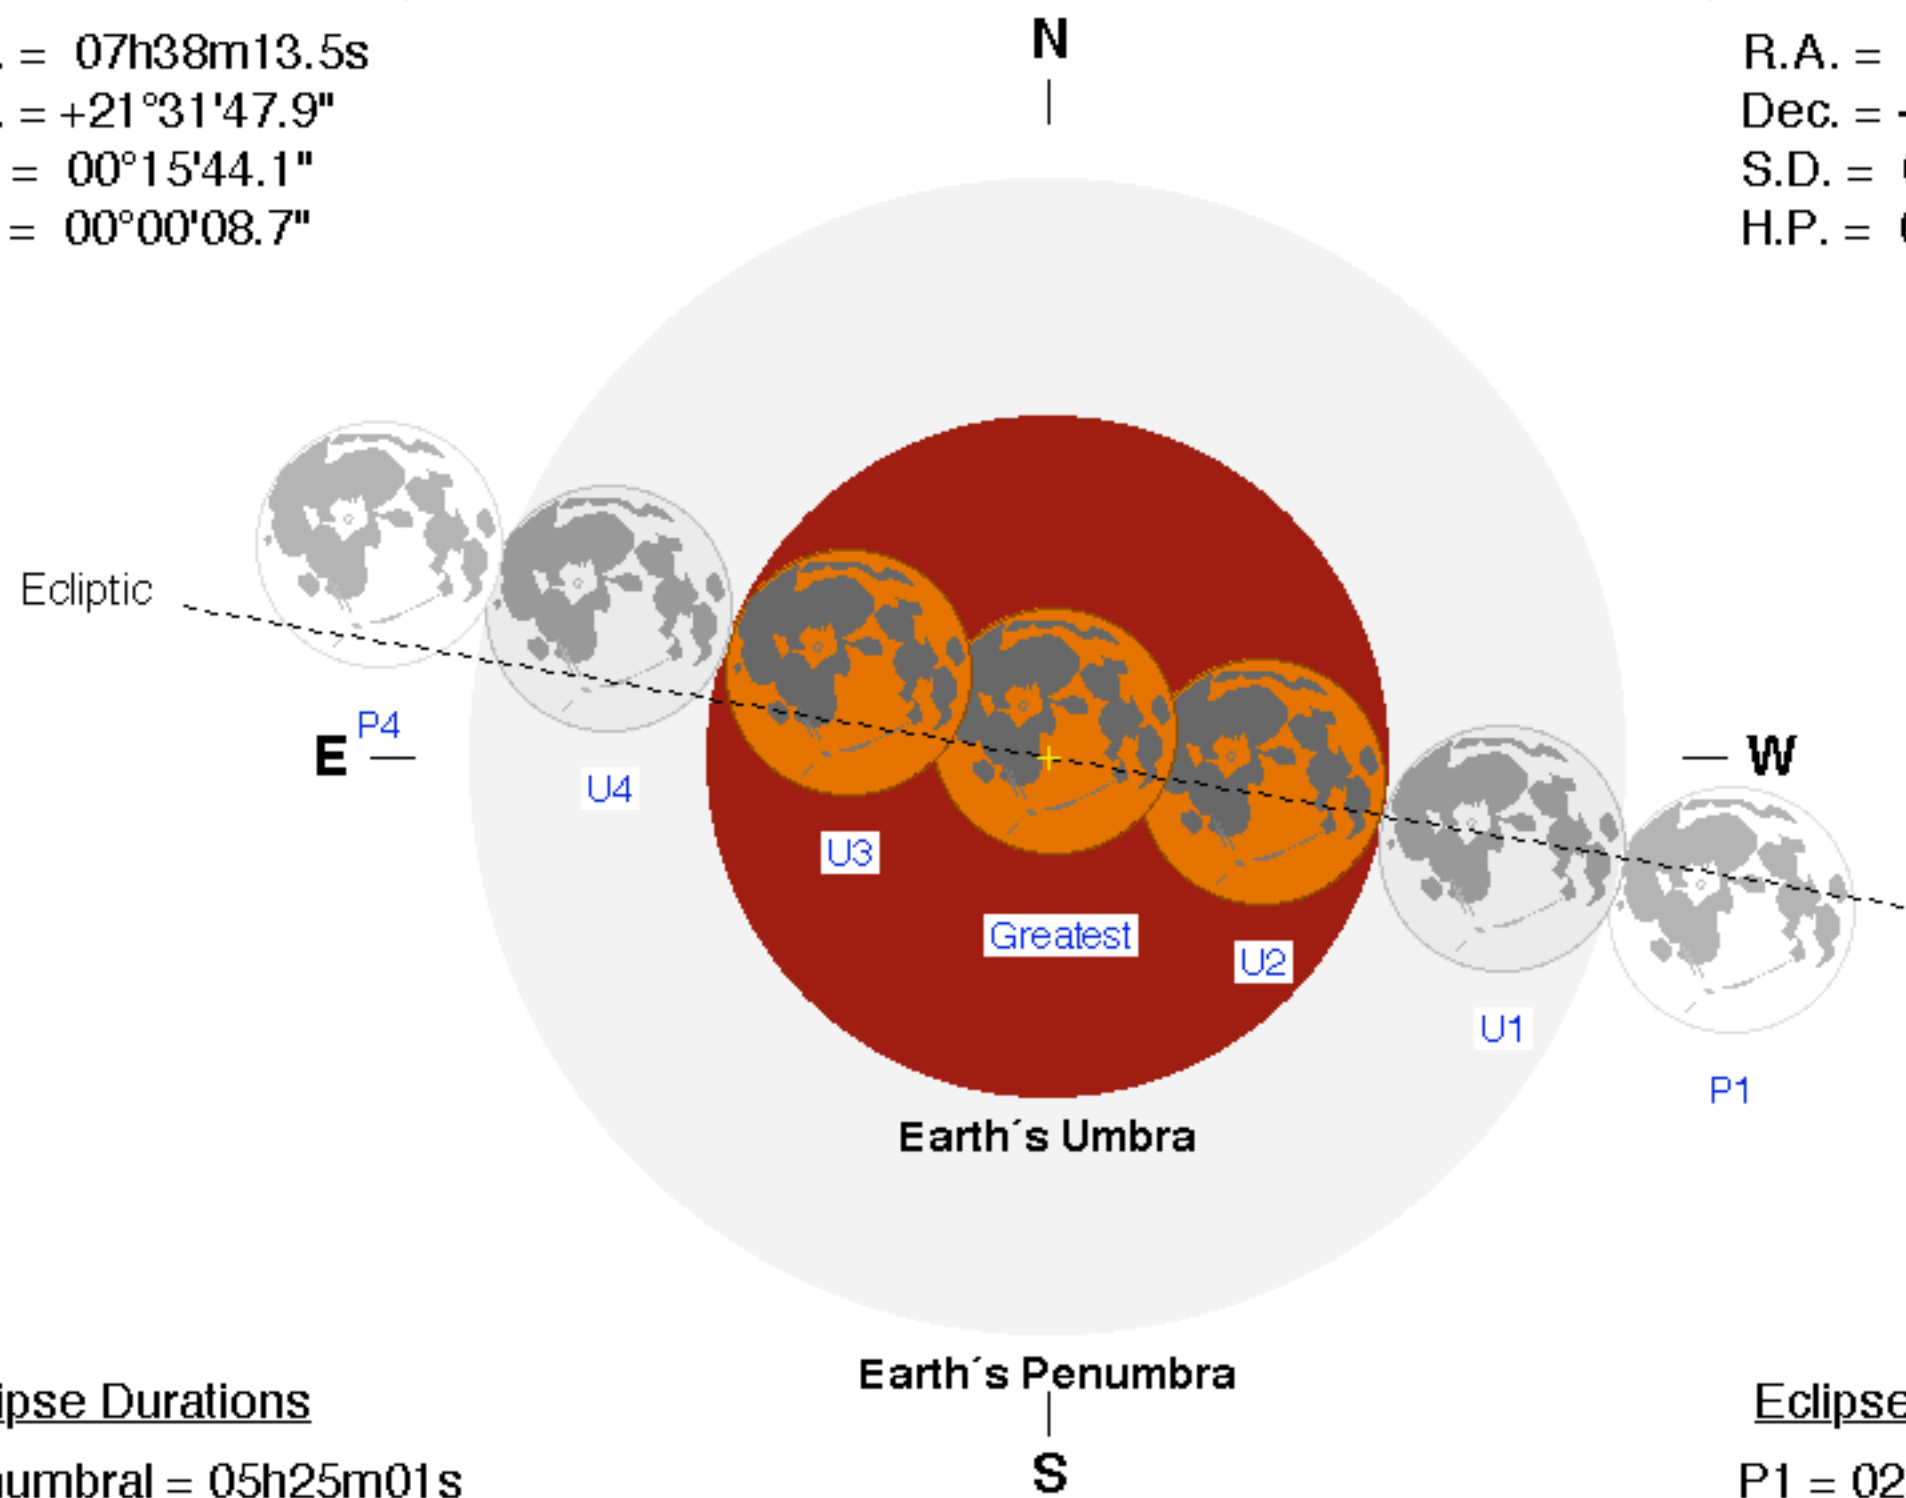 . = 07h38m13.5s
. = +21°31'47.9"
= 00°15'44.1"
= 00°00'08.7"
N
R.A. =
Dec. = -
S.D. =
H.P. =
Ecliptic
P4
E
U4
U3
Greatest
U2
W
U1
P1
Earth´s Umbra
Earth´s Penumbra
S
ipse Durations
numbral = 05h25m01s
Eclipse
P1 = 02